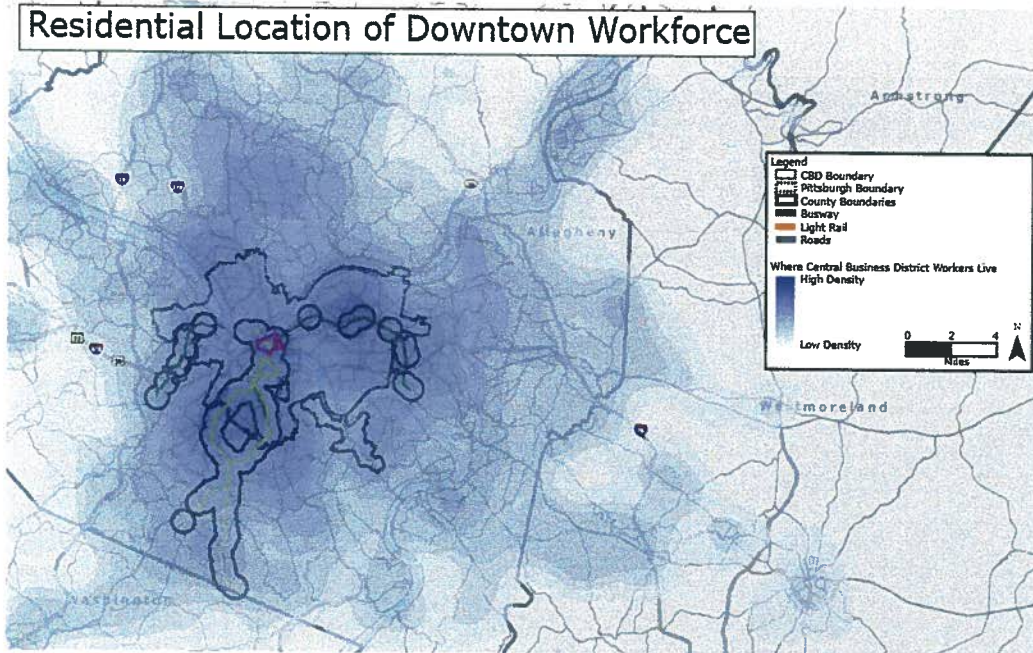 Residential Location of Downtown Workforce
Armstrong
Legend
CBD Boundary
Pittsburgh Boundary
County Boundaries
Busway
Light Rail
Roads
Where Central Business District Workers Live
High Density
Low Density
0 2 4
Miles
N
Allegheny
Westmoreland
Washington